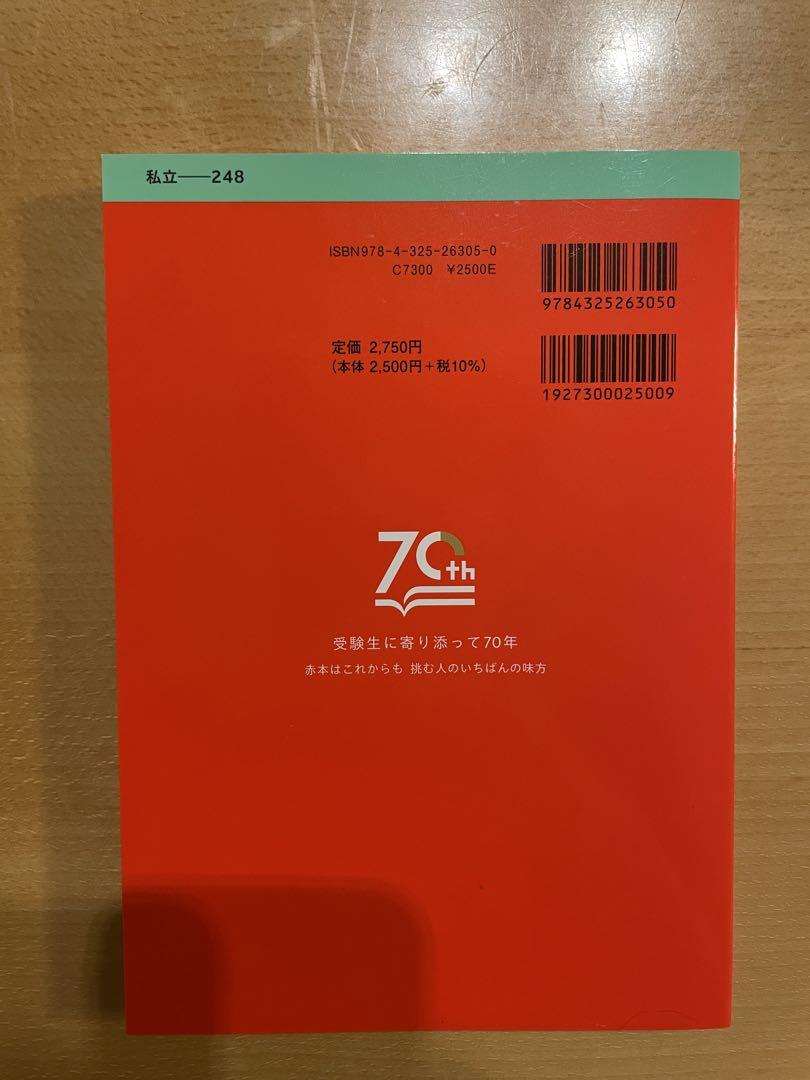 私立──248
ISBN978-4-325-26305-0
C7300 ¥2500E
9784325263050
定価 2,750円
(本体 2,500円+税10%)
1927300025009
70th
受験生に寄り添って70年
赤本はこれからも 挑む人のいちばんの味方